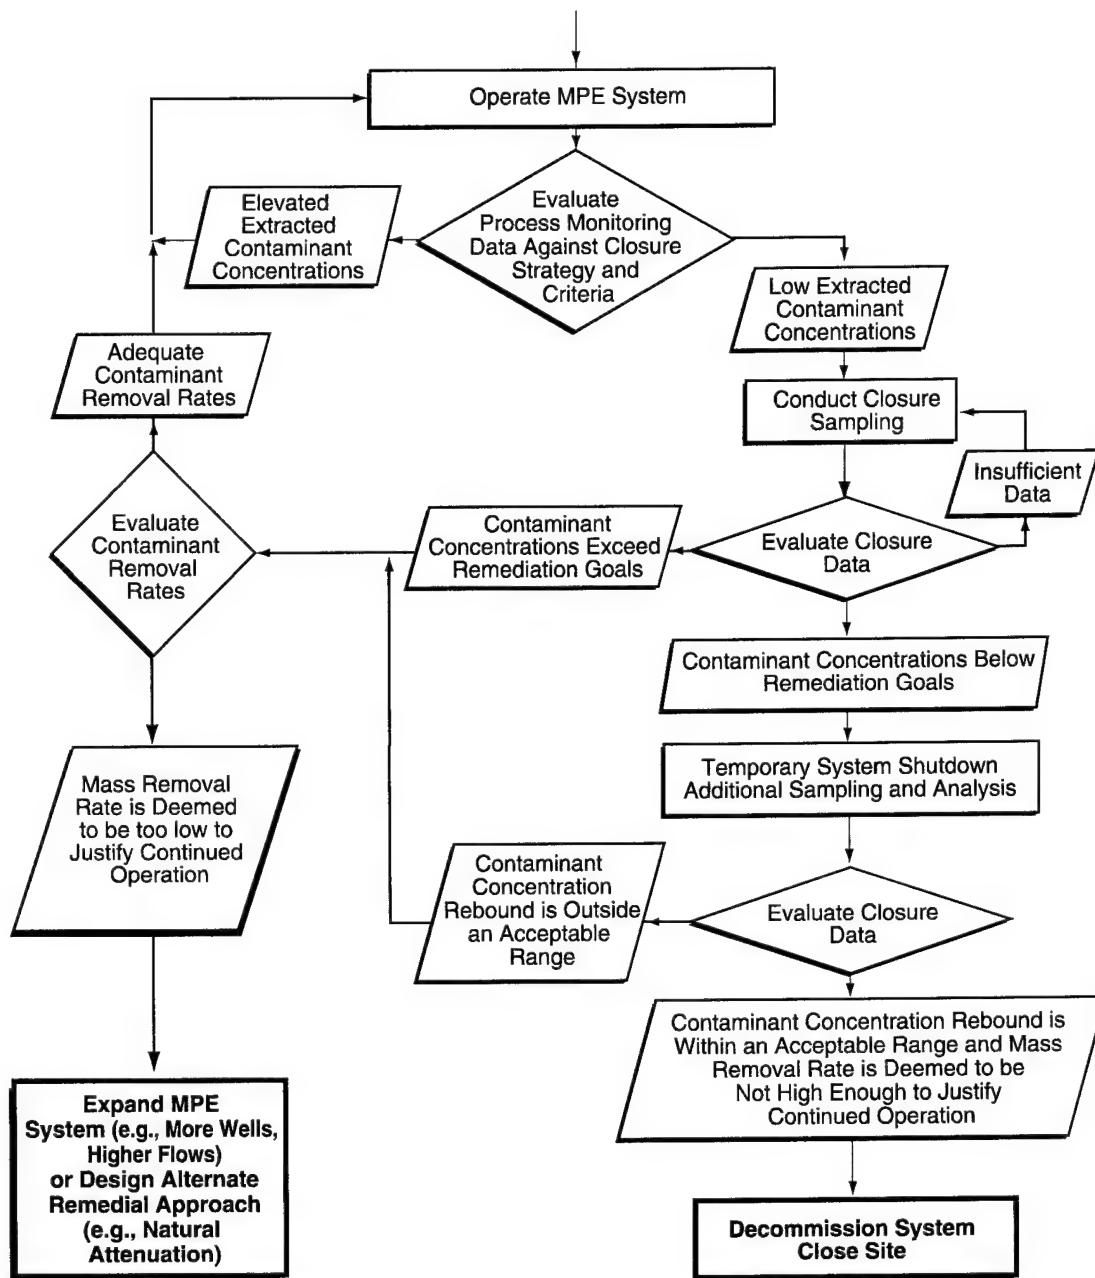 Operate MPE System
Evaluate
Process Monitoring
Data Against Closure
Strategy and
Criteria
Elevated
Extracted
Contaminant
Concentrations
Low Extracted
Contaminant
Concentrations
Adequate
Contaminant
Removal Rates
Conduct Closure
Sampling
Insufficient
Data
Evaluate
Contaminant
Removal
Rates
Contaminant
Concentrations Exceed
Remediation Goals
Evaluate Closure
Data
Contaminant Concentrations Below
Remediation Goals
Temporary System Shutdown
Additional Sampling and Analysis
Mass Removal
Rate is Deemed
to be too low to
Justify Continued
Operation
Contaminant
Concentration
Rebound is Outside
an Acceptable
Range
Evaluate Closure
Data
Contaminant Concentration Rebound is
Within an Acceptable Range and Mass
Removal Rate is Deemed to be
Not High Enough to Justify
Continued Operation
Expand MPE
System (e.g., More Wells,
Higher Flows)
or Design Alternate
Remedial Approach
(e.g., Natural
Attenuation)
Decommission System
Close Site